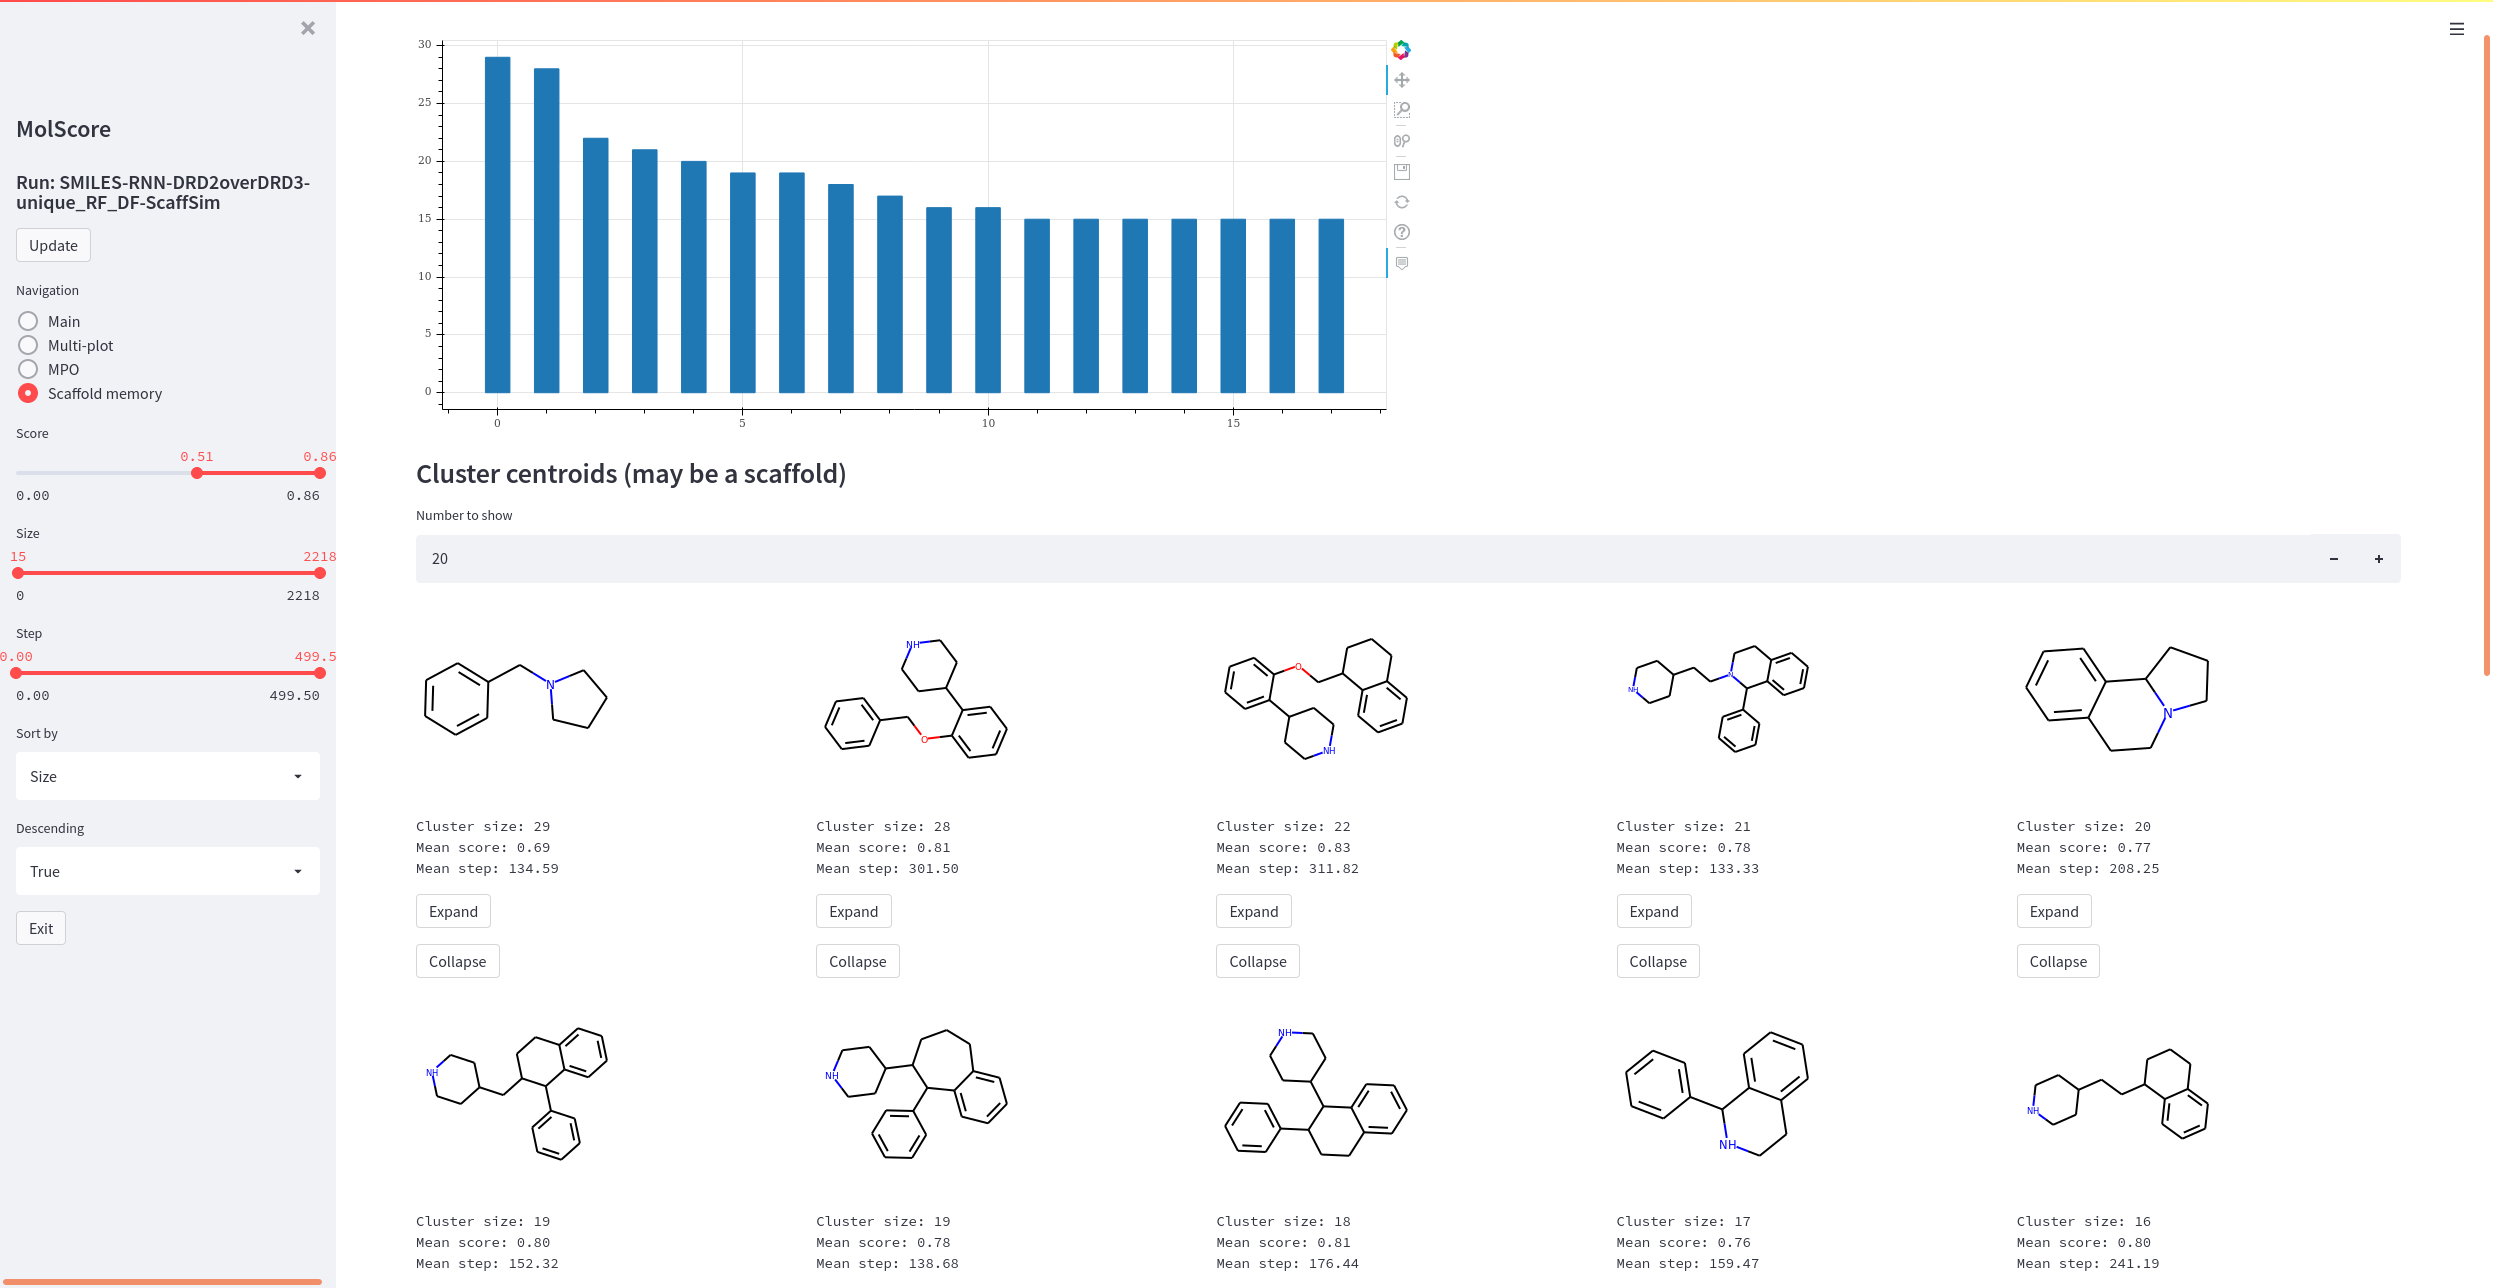 MolScore
Run: SMILES-RNN-DRD2overDRD3-
unique_RF_DF-ScaffSim
Update
Navigation
Main
Multi-plot
MPO
Scaffold memory
Score
0.51 0.86
0.00 0.86
Size
15 2218
0 2218
Step
0.00 499.5
0.00 499.50
Sort by
Size
Descending
True
Exit
30
25
20
15
10
5
0
0 5 10 15
Cluster centroids (may be a scaffold)
Number to show
20
N
NH
O
O
NH
NH
N
N
Cluster size: 29 Cluster size: 28 Cluster size: 22 Cluster size: 21 Cluster size: 20
Mean score: 0.69 Mean score: 0.81 Mean score: 0.83 Mean score: 0.78 Mean score: 0.77
Mean step: 134.59 Mean step: 301.50 Mean step: 311.82 Mean step: 133.33 Mean step: 208.25
Expand Expand Expand Expand Expand
Collapse Collapse Collapse Collapse Collapse
NH
NH
NH
NH
NH
Cluster size: 19 Cluster size: 19 Cluster size: 18 Cluster size: 17 Cluster size: 16
Mean score: 0.80 Mean score: 0.78 Mean score: 0.81 Mean score: 0.76 Mean score: 0.80
Mean step: 152.32 Mean step: 138.68 Mean step: 176.44 Mean step: 159.47 Mean step: 241.19